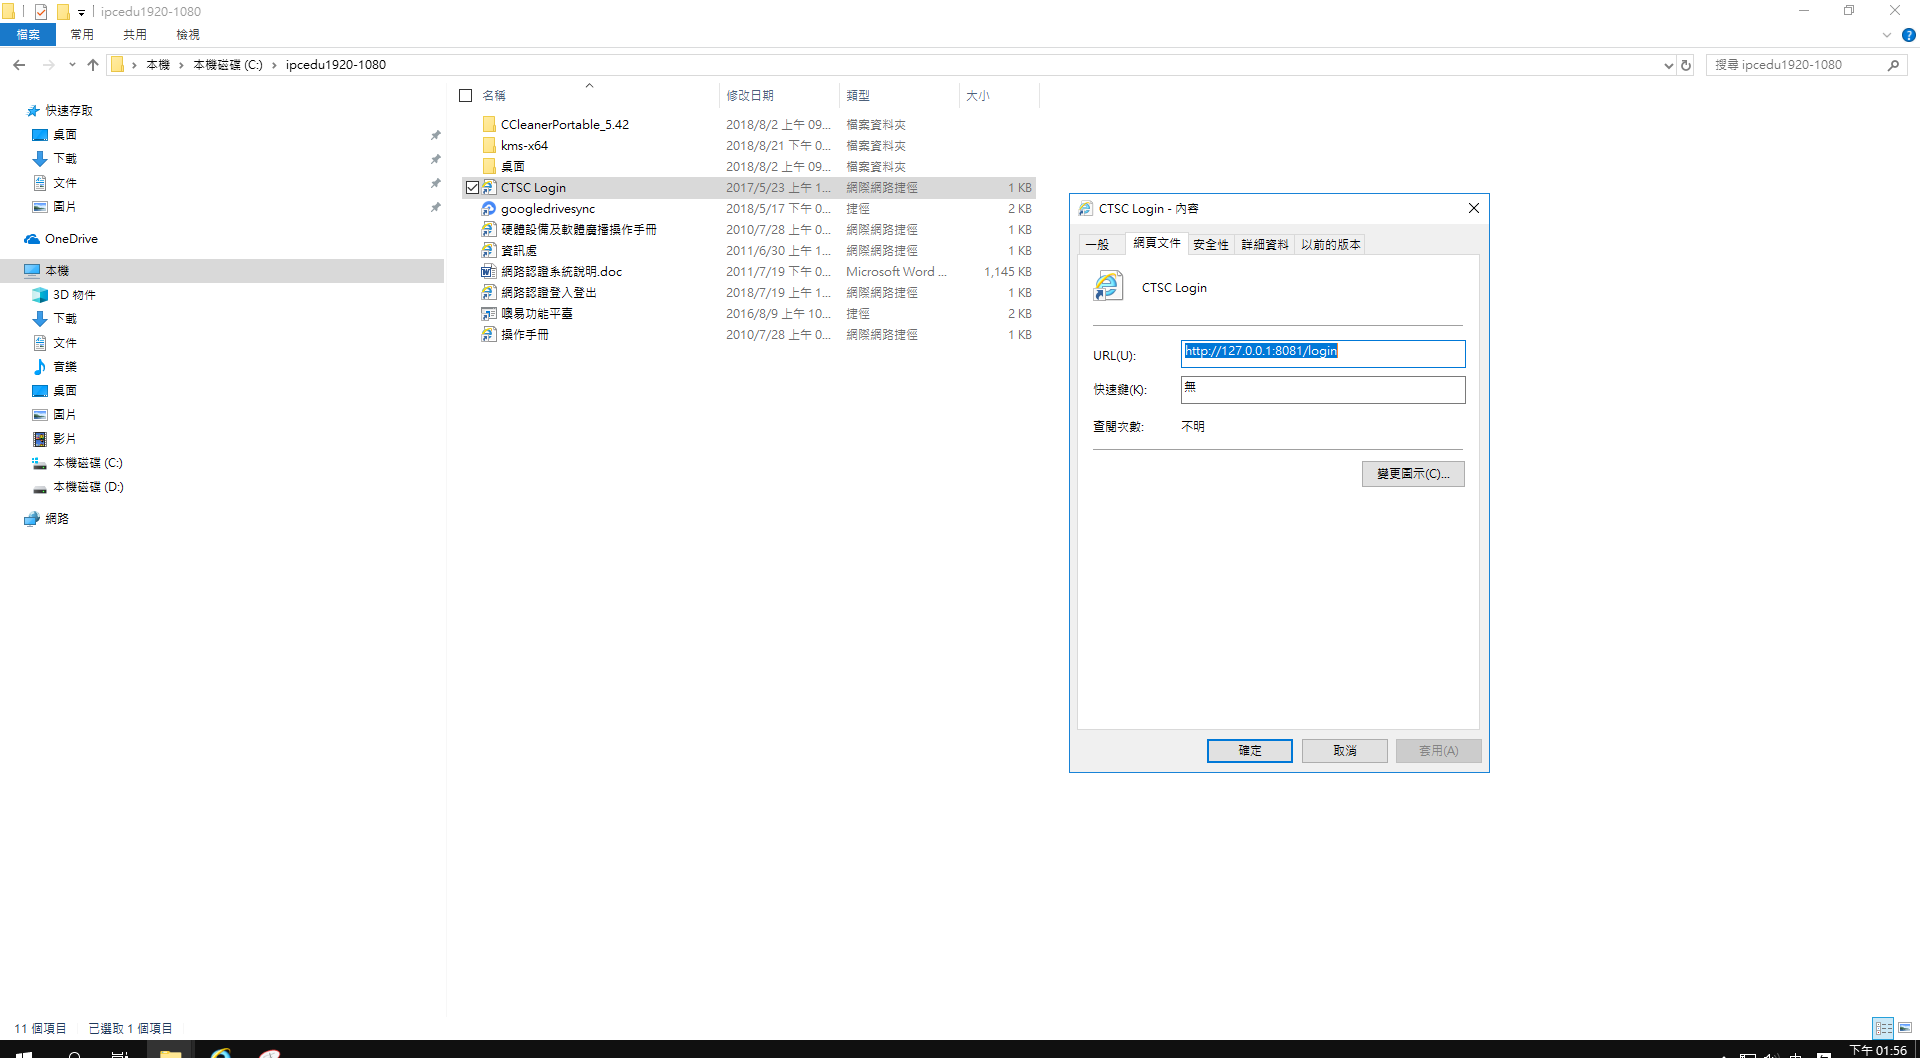 ipcedu1920-1080
檔案 常用 共用 檢視
本機 本機磁碟 (C:) ipcedu1920-1080
搜尋 ipcedu1920-1080
快速存取
桌面
下載
文件
圖片
OneDrive
本機
3D 物件
下載
文件
音樂
桌面
圖片
影片
本機磁碟 (C:)
本機磁碟 (D:)
網路
名稱 修改日期 類型 大小
CCleanerPortable_5.42 2018/8/2 上午 09... 檔案資料夾
kms-x64 2018/8/21 下午 0... 檔案資料夾
桌面 2018/8/2 上午 09... 檔案資料夾
CTSC Login 2017/5/23 上午 1... 網際網路捷徑 1 KB
googledrivesync 2018/5/17 下午 0... 捷徑 2 KB
硬體設備及軟體廣播操作手冊 2010/7/28 上午 0... 網際網路捷徑 1 KB
資訊處 2011/6/30 上午 1... 網際網路捷徑 1 KB
網路認證系統說明.doc 2011/7/19 下午 0... Microsoft Word ... 1,145 KB
網路認證登入登出 2018/7/19 上午 1... 網際網路捷徑 1 KB
噢易功能平臺 2016/8/9 上午 10... 捷徑 2 KB
操作手冊 2010/7/28 上午 0... 網際網路捷徑 1 KB
CTSC Login - 內容
一般 網頁文件 安全性 詳細資料 以前的版本
CTSC Login
URL(U): http://127.0.0.1:8081/login
快速鍵(K): 無
查閱次數: 不明
變更圖示(C)...
確定 取消 套用(A)
11 個項目 已選取 1 個項目
下午 01:56